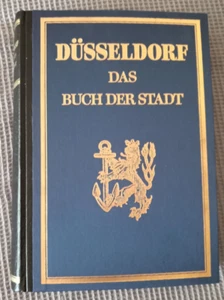 DÜSSELDORF
DAS
BUCH DER STADT